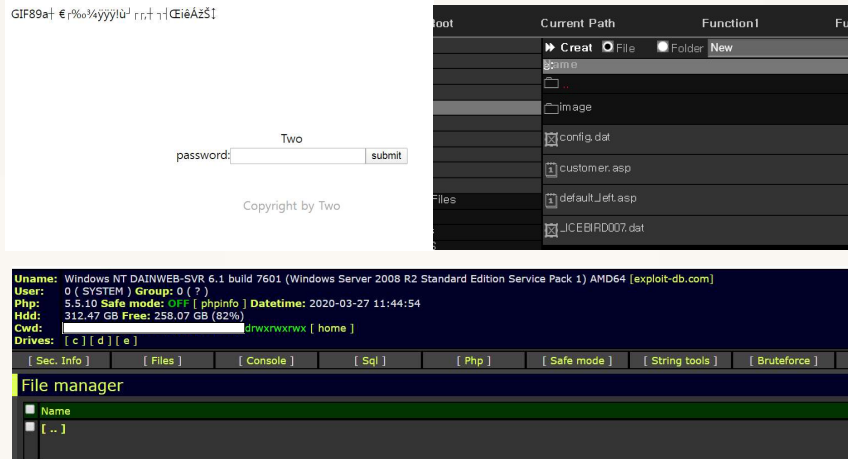 GIF89a
Two
password: submit
Copyright by Two
Root Current Path Function1 Fu
Creat File Folder New
Name
..
image
config.dat
customer.asp
Files default_left.asp
_ICEBIRD007.dat
Uname: Windows NT DAINWEB-SVR 6.1 build 7601 (Windows Server 2008 R2 Standard Edition Service Pack 1) AMD64 [exploit-db.com]
User: 0 ( SYSTEM ) Group: 0 ( ? )
Php: 5.5.10 Safe mode: OFF [ phpinfo ] Datetime: 2020-03-27 11:44:54
Hdd: 312.47 GB Free: 258.07 GB (82%)
Cwd: drwxrwxrwx [ home ]
Drives: [ c ] [ d ] [ e ]
[ Sec. Info ] [ Files ] [ Console ] [ Sql ] [ Php ] [ Safe mode ] [ String tools ] [ Bruteforce ]
File manager
Name
[ .. ]